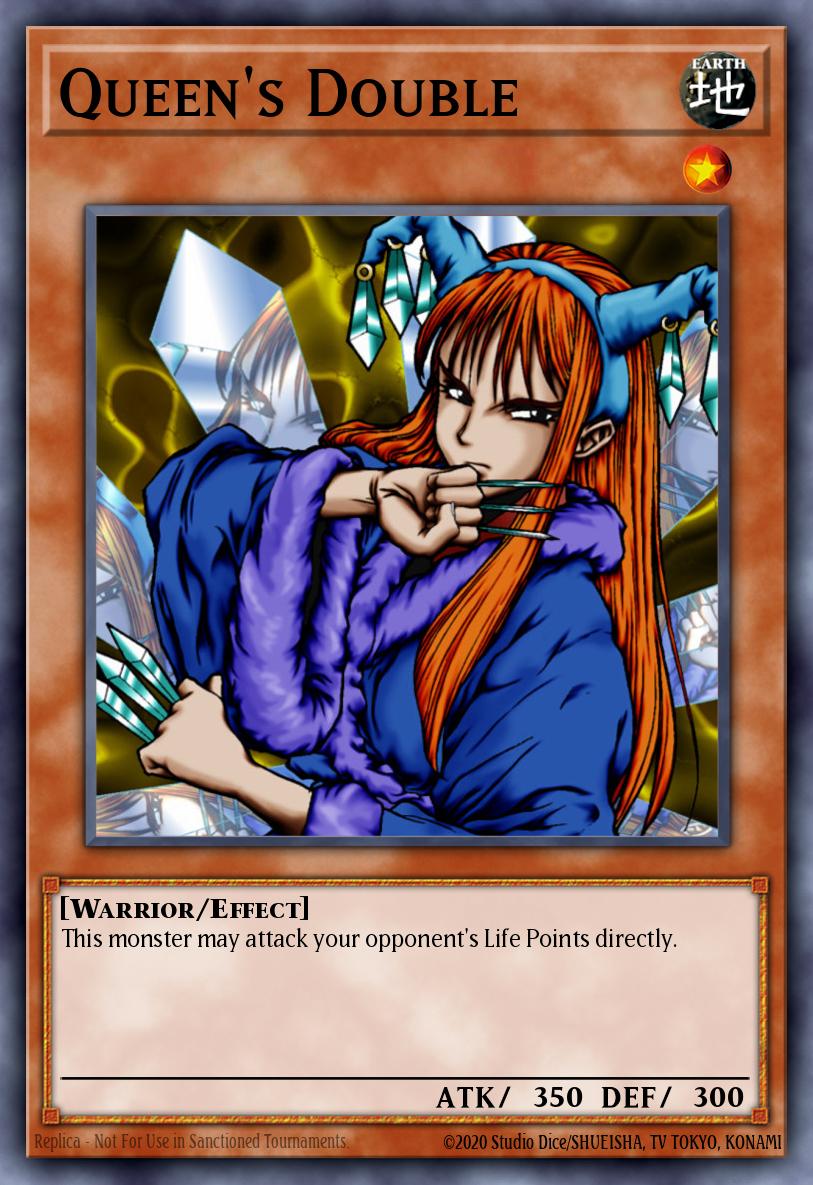 Queen's Double
EARTH
地
[Warrior/Effect]
This monster may attack your opponent's Life Points directly.
ATK/ 350 DEF/ 300
Replica - Not For Use in Sanctioned Tournaments.
©2020 Studio Dice/SHUEISHA, TV TOKYO, KONAMI